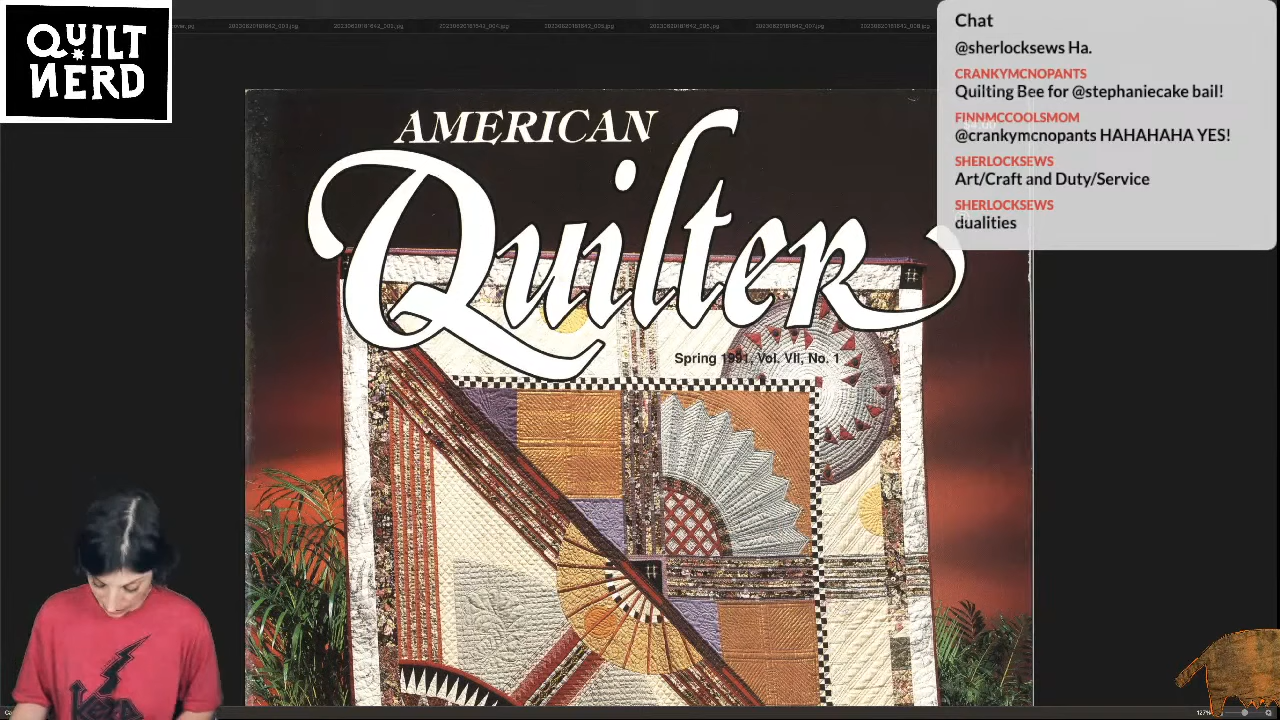 QUILT
NERD
AMERICAN
Quilter
Spring 1991, Vol. VII, No. 1
Chat
@sherlocksews Ha.
CRANKYMCNOPANTS
Quilting Bee for @stephaniecake bail!
FINNMCCOOLSMOM
@crankymcnopants HAHAHAHA YES!
SHERLOCKSEWS
Art/Craft and Duty/Service
SHERLOCKSEWS
dualities
127%